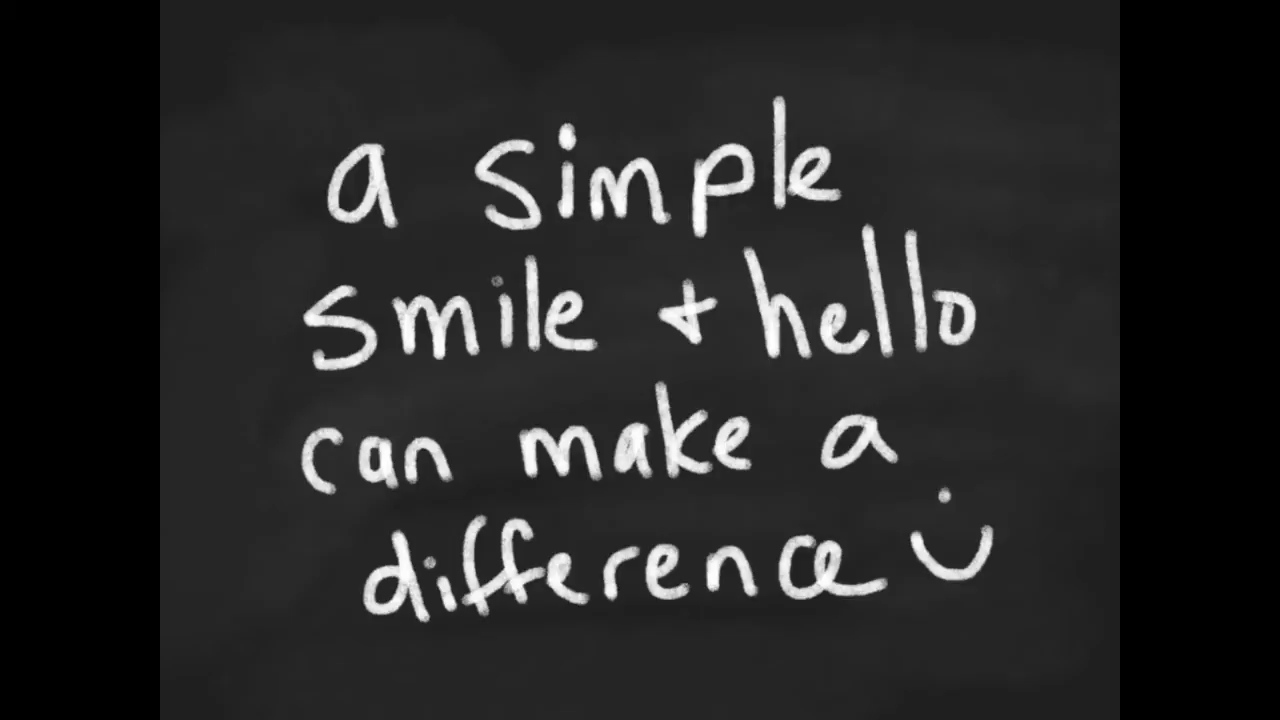 a simple
smile + hello
can make a
difference